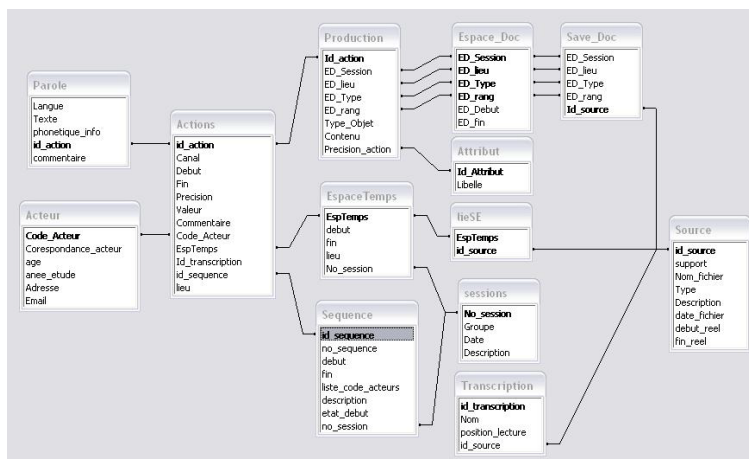 Parole
Langue
Texte
phonetique_info
id_action
commentaire
Acteur
Code_Acteur
Corespondance_acteur
age
anee_etude
Adresse
Email
Actions
id_action
Canal
Debut
Fin
Precision
Valeur
Commentaire
Code_Acteur
EspTemps
Id_transcription
id_sequence
lieu
Production
Id_action
ED_Session
ED_lieu
ED_Type
ED_rang
Type_Objet
Contenu
Precision_action
EspaceTemps
EspTemps
debut
fin
lieu
No_session
Sequence
id_sequence
no_sequence
debut
fin
liste_code_acteurs
description
etat_debut
no_session
Espace_Doc
ED_Session
ED_lieu
ED_Type
ED_rang
ED_Debut
ED_fin
Attribut
Id_Attribut
Libelle
lieSE
EspTemps
id_source
sessions
No_session
Groupe
Date
Description
Transcription
id_transcription
Nom
position_lecture
id_source
Save_Doc
ED_Session
ED_lieu
ED_Type
ED_rang
Id_source
Source
id_source
support
Nom_fichier
Type
Description
date_fichier
debut_reel
fin_reel